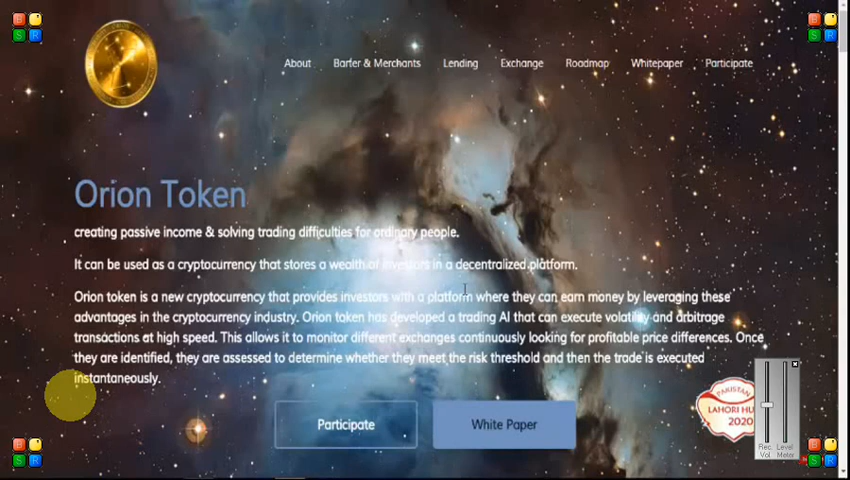 B
S R
B
S R
About Barter & Merchants Lending Exchange Roadmap Whitepaper Participate
Orion Token
creating passive income & solving trading difficulties for ordinary people.
It can be used as a cryptocurrency that stores a wealth of investors in a decentralized platform.
Orion token is a new cryptocurrency that provides investors with a platform where they can earn money by leveraging these
advantages in the cryptocurrency industry. Orion token has developed a trading AI that can execute volatility and arbitrage
transactions at high speed. This allows it to monitor different exchanges continuously looking for profitable price differences. Once
they are identified, they are assessed to determine whether they meet the risk threshold and then the trade is executed
instantaneously.
Participate White Paper
PAKISTAN
LAHORI
2020
Rec. Level
Vol Meter
B
S R
S R